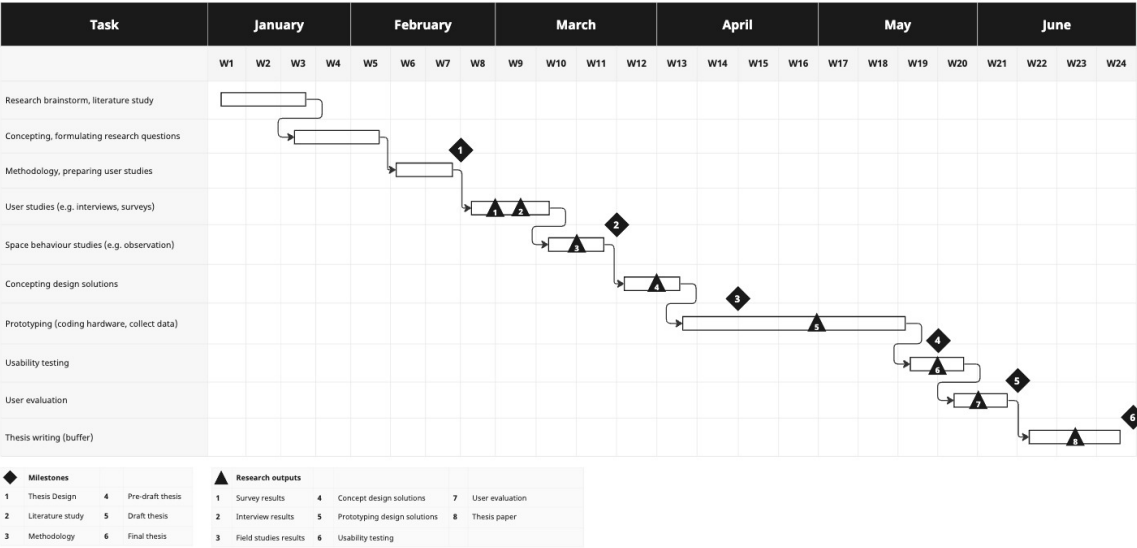 Task January February March April May June
W1 W2 W3 W4 W5 W6 W7 W8 W9 W10 W11 W12 W13 W14 W15 W16 W17 W18 W19 W20 W21 W22 W23 W24
Research brainstorm, literature study
Concepting, formulating research questions
1
Methodology, preparing user studies
User studies (e.g. interviews, surveys) 1 2
2
Space behaviour studies (e.g. observation) 3
Concepting design solutions 4
3
Prototyping (coding hardware, collect data) 5
4
Usability testing 6
5
User evaluation 7
6
Thesis writing (buffer) 8
Milestones
1 Thesis Design 4 Pre-draft thesis
2 Literature study 5 Draft thesis
3 Methodology 6 Final thesis
Research outputs
1 Survey results 4 Concept design solutions 7 User evaluation
2 Interview results 5 Prototyping design solutions 8 Thesis paper
3 Field studies results 6 Usability testing